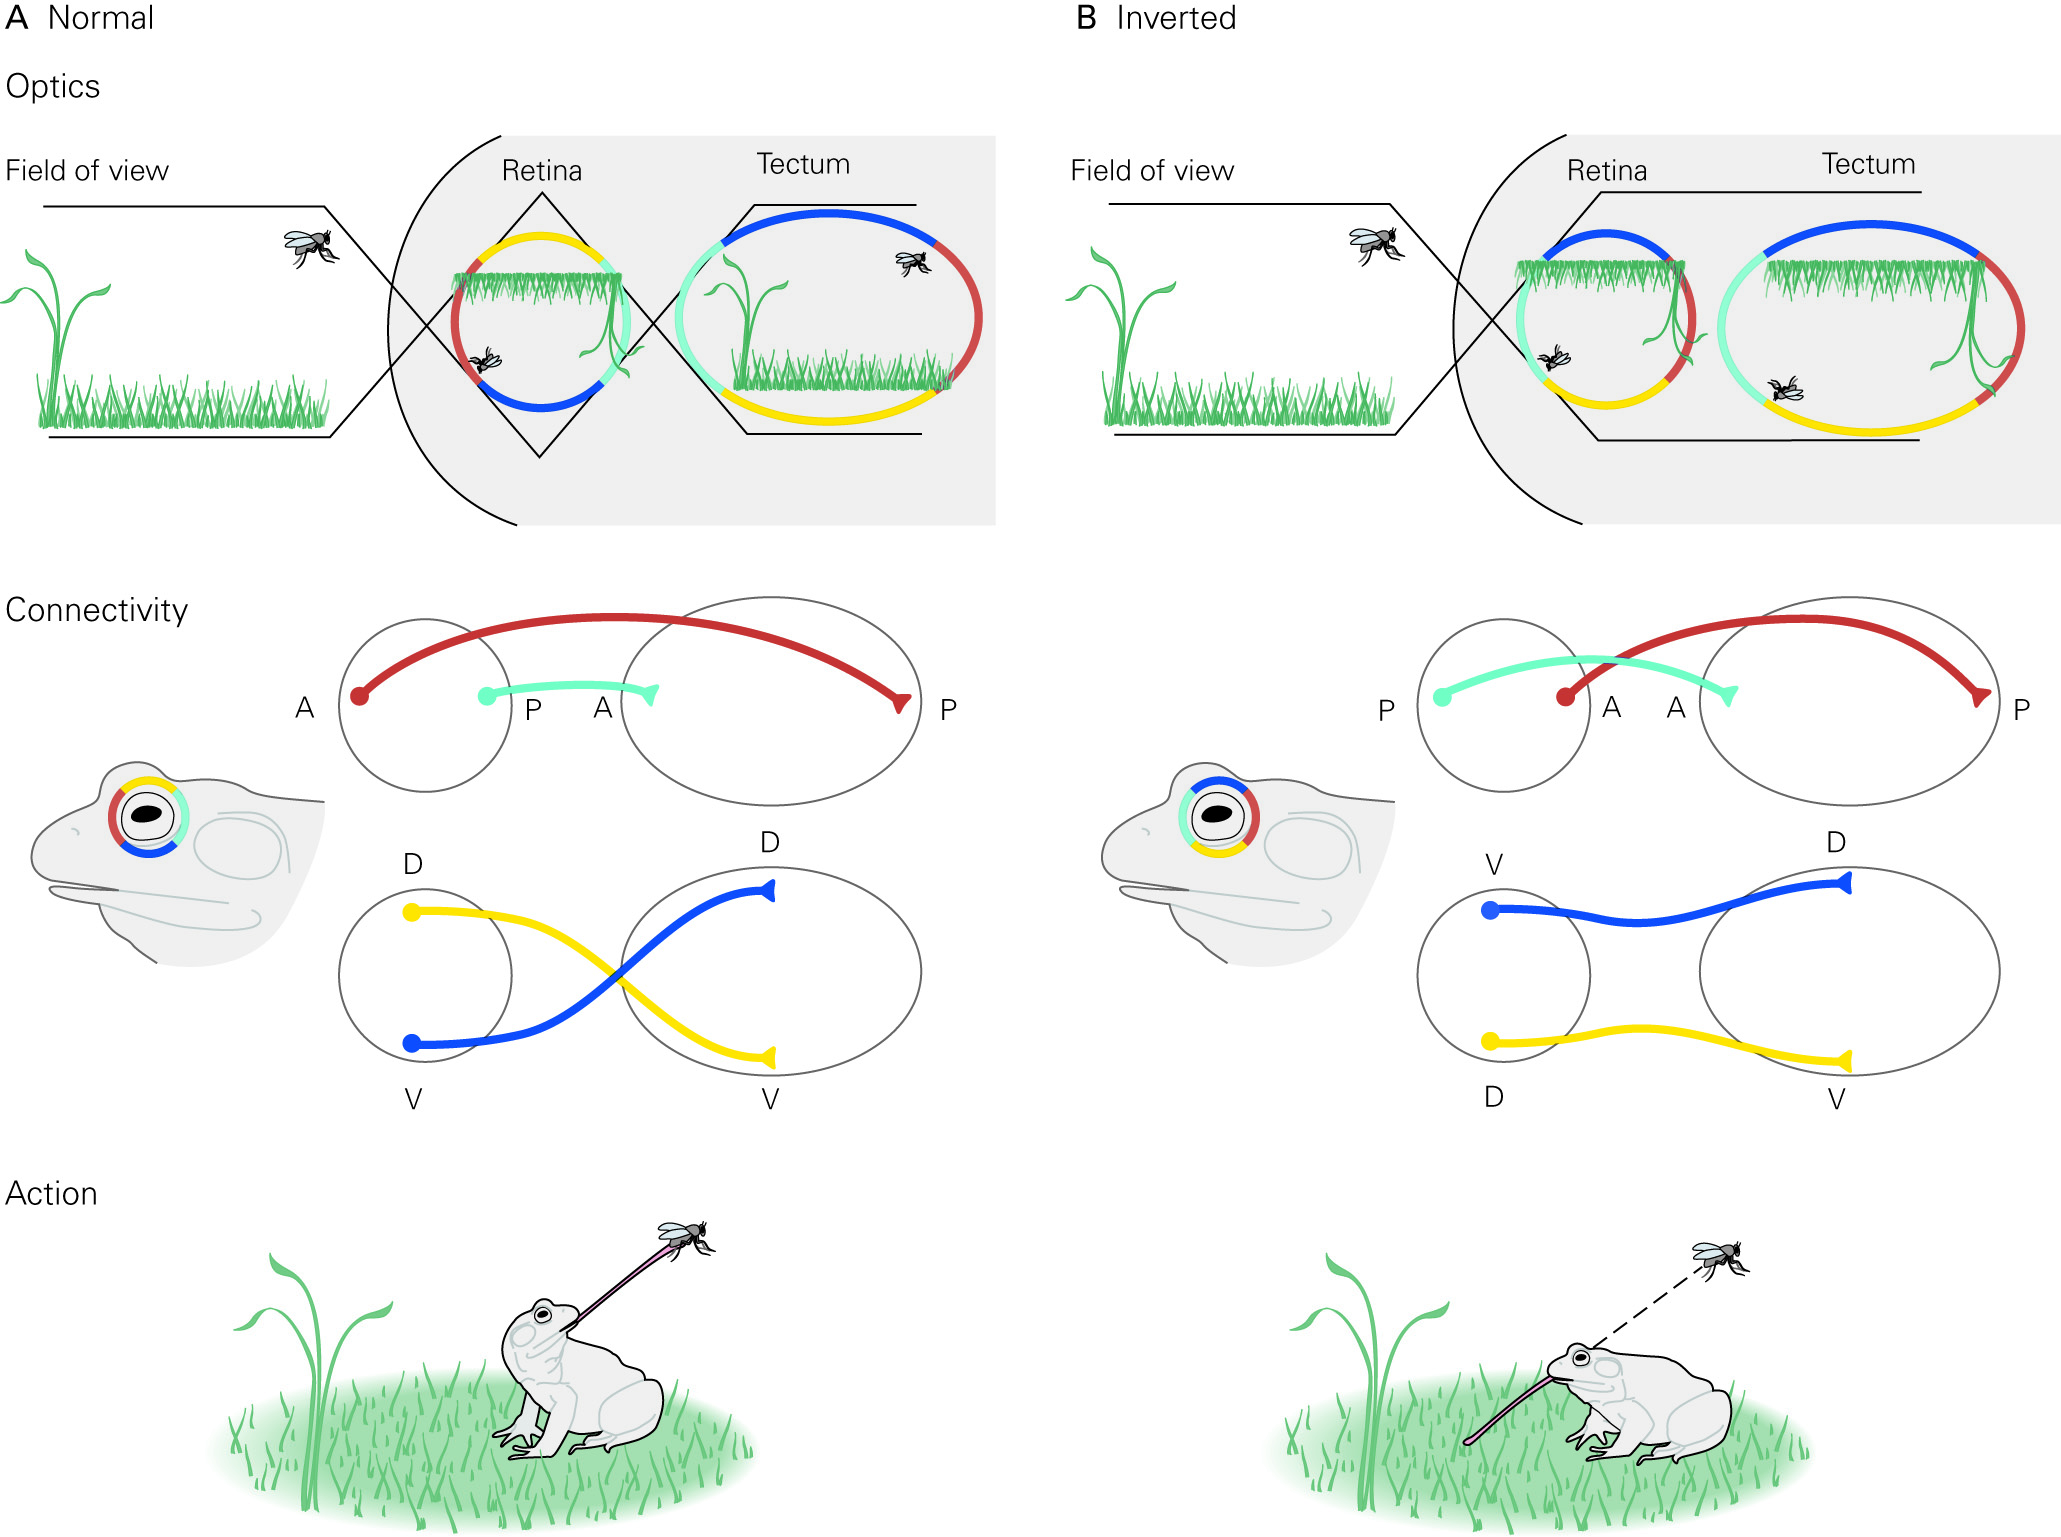 A Normal
B Inverted
Optics
Field of view
Retina
Tectum
Field of view
Retina
Tectum
Connectivity
A
P
A
P
P
A
A
P
D
D
V
V
V
D
D
V
Action